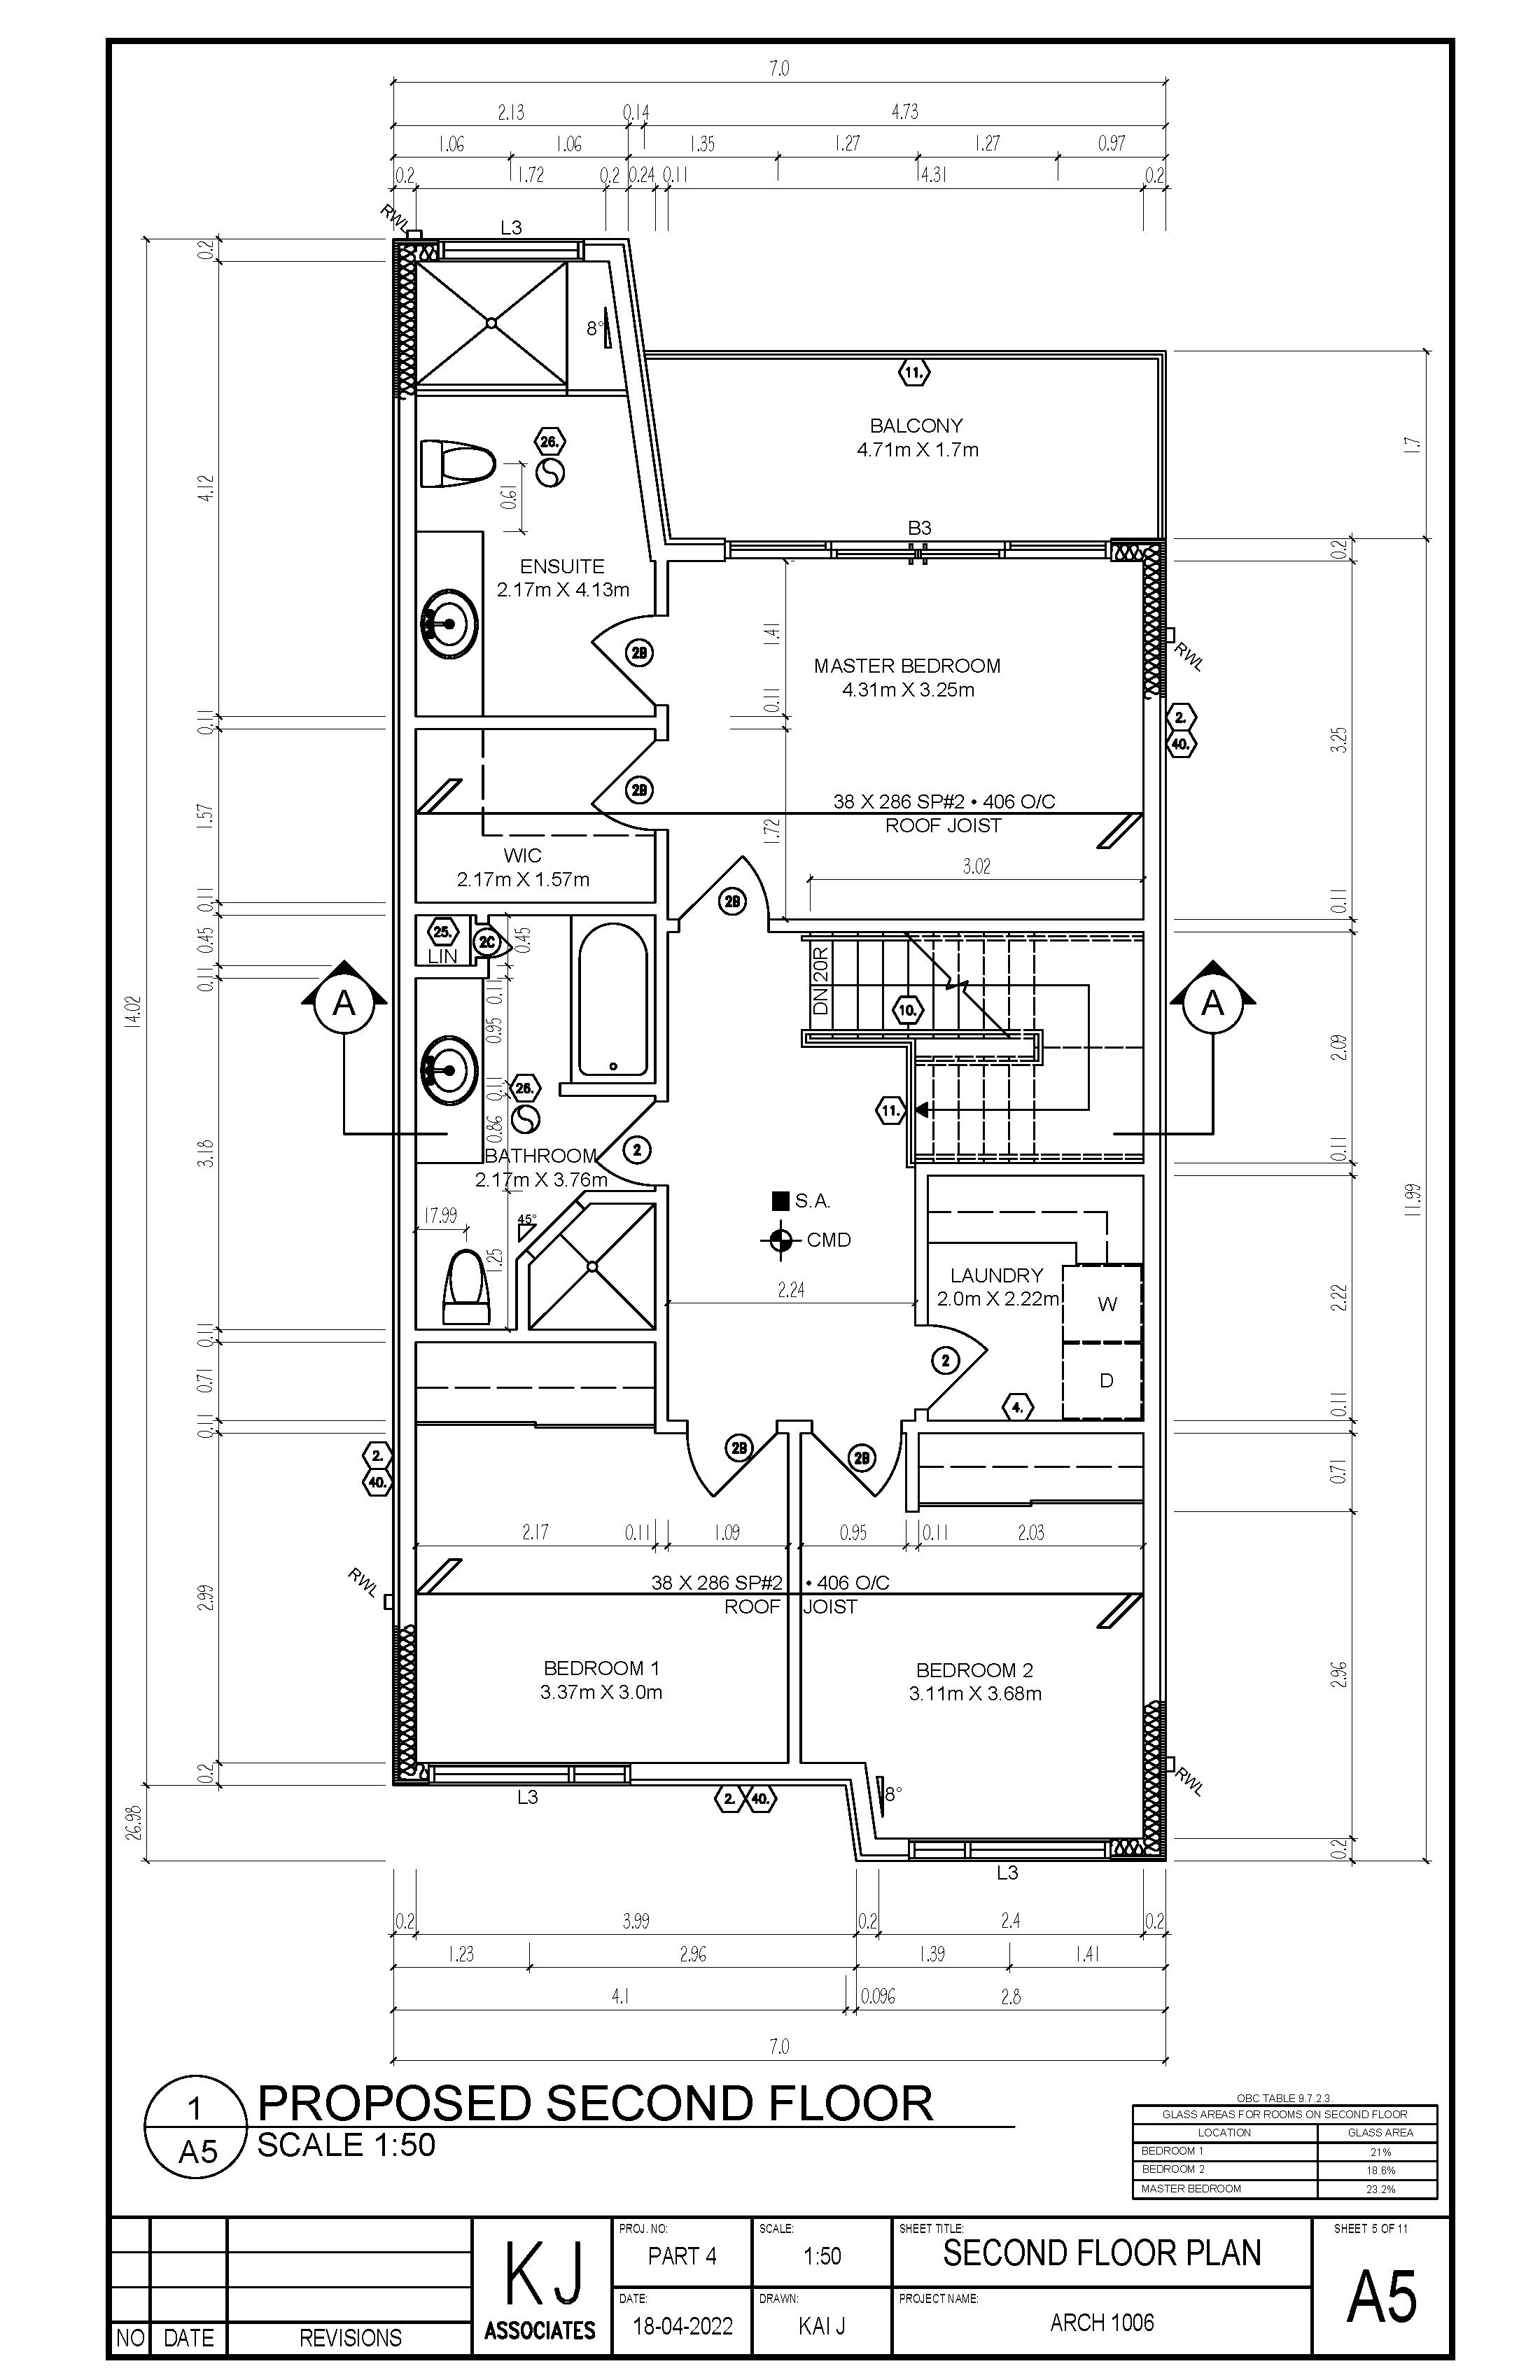 7.0
2.13 0.14 4.73
1.06 1.06 1.35 1.27 1.27 0.97
0.2 1.72 0.2 0.24 0.11 4.31 0.2
RWL L3
0.2
8°
11.
BALCONY
4.71m X 1.7m
1.7
26.
4.12
0.61
B3
0.2
ENSUITE
2.17m X 4.13m
1.41
2B
RWL
MASTER BEDROOM
4.31m X 3.25m
0.11
0.11
2.
40.
3.25
2B
38 X 286 SP#2 • 406 O/C
ROOF JOIST
1.57
1.72
WIC
2.17m X 1.57m
3.02
2B
0.11
0.11
25.
LIN
2C
0.45
0.45
0.11
DN 20R
14.02
A
0.11
10.
A
0.95
2.09
26.
0.11
11.
0.86
2
3.18
0.11
BATHROOM
2.17m X 3.76m
S.A.
11.99
17.99
45°
CMD
1.25
LAUNDRY
2.0m X 2.22m
W
2.24
2.22
0.11
2
0.71
D
4.
0.11
0.11
2.
40.
2B
2B
0.71
2.17 0.11 1.09 0.95 0.11 2.03
RWL
38 X 286 SP#2 • 406 O/C
ROOF JOIST
2.99
BEDROOM 1
3.37m X 3.0m
BEDROOM 2
3.11m X 3.68m
2.96
0.2
L3
2. 40.
8°
RWL
26.98
0.2
L3
0.2 3.99 0.2 2.4 0.2
1.23 2.96 1.39 1.41
4.1 0.096 2.8
7.0
1
A5
PROPOSED SECOND FLOOR
SCALE 1:50
OBC TABLE 9.7.2.3.
GLASS AREAS FOR ROOMS ON SECOND FLOOR
LOCATION GLASS AREA
BEDROOM 1 21%
BEDROOM 2 18.6%
MASTER BEDROOM 23.2%
NO DATE REVISIONS
KJ
ASSOCIATES
PROJ. NO:
PART 4
SCALE:
1:50
SHEET TITLE:
SECOND FLOOR PLAN
SHEET 5 OF 11
A5
DATE:
18-04-2022
DRAWN:
KAI J
PROJECT NAME:
ARCH 1006